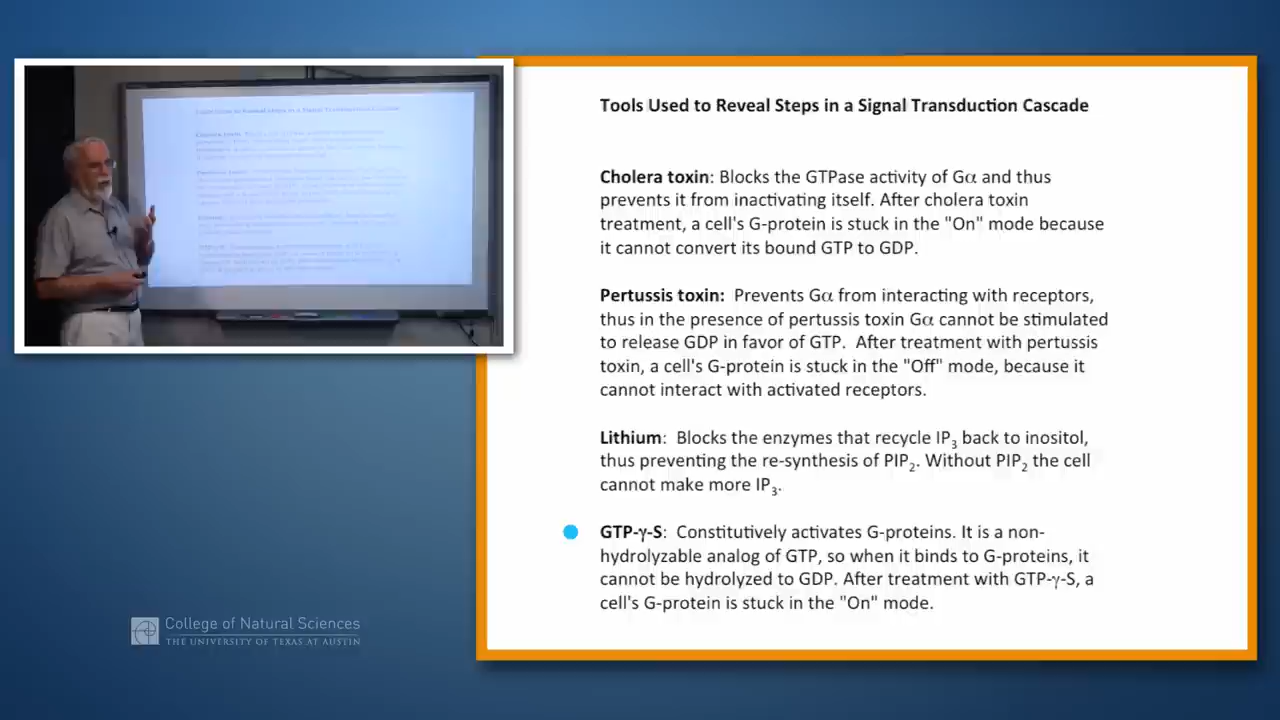 Tools Used to Reveal Steps in a Signal Transduction Cascade
Cholera toxin: Blocks the GTPase activity of Gα and thus
prevents it from inactivating itself. After cholera toxin
treatment, a cell's G-protein is stuck in the "On" mode because
it cannot convert its bound GTP to GDP.
Pertussis toxin: Prevents Gα from interacting with receptors,
thus in the presence of pertussis toxin Gα cannot be stimulated
to release GDP in favor of GTP. After treatment with pertussis
toxin, a cell's G-protein is stuck in the "Off" mode, because it
cannot interact with activated receptors.
Lithium: Blocks the enzymes that recycle IP₃ back to inositol,
thus preventing the re-synthesis of PIP₂. Without PIP₂ the cell
cannot make more IP₃.
GTP-γ-S: Constitutively activates G-proteins. It is a non-
hydrolyzable analog of GTP, so when it binds to G-proteins, it
cannot be hydrolyzed to GDP. After treatment with GTP-γ-S, a
cell's G-protein is stuck in the "On" mode.
College of Natural Sciences
THE UNIVERSITY OF TEXAS AT AUSTIN